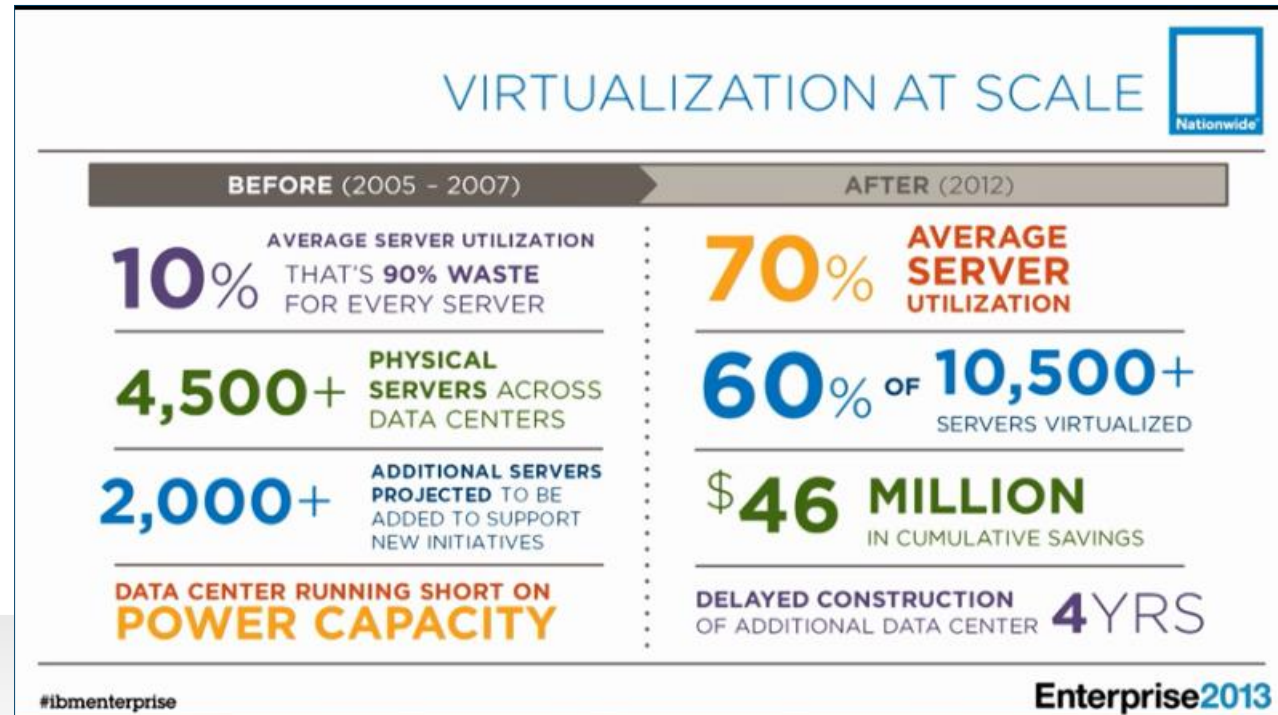 VIRTUALIZATION AT SCALE
Nationwide®
BEFORE (2005 – 2007)
10% AVERAGE SERVER UTILIZATION
THAT'S 90% WASTE
FOR EVERY SERVER
4,500+ PHYSICAL
SERVERS ACROSS
DATA CENTERS
2,000+ ADDITIONAL SERVERS
PROJECTED TO BE
ADDED TO SUPPORT
NEW INITIATIVES
DATA CENTER RUNNING SHORT ON
POWER CAPACITY
AFTER (2012)
70% AVERAGE
SERVER
UTILIZATION
60% OF 10,500+
SERVERS VIRTUALIZED
$46 MILLION
IN CUMULATIVE SAVINGS
DELAYED CONSTRUCTION
OF ADDITIONAL DATA CENTER 4YRS
#ibmenterprise
Enterprise2013